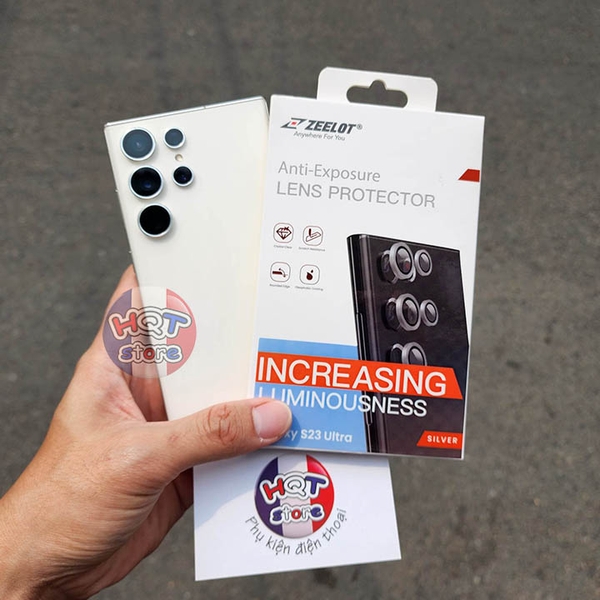 ZEELOT®
Anywhere For You
Anti-Exposure
LENS PROTECTOR
HQT
store
INCREASING
LUMINOUSNESS
S23 Ultra
SILVER
HQT
store
Phụ kiện điện thoại